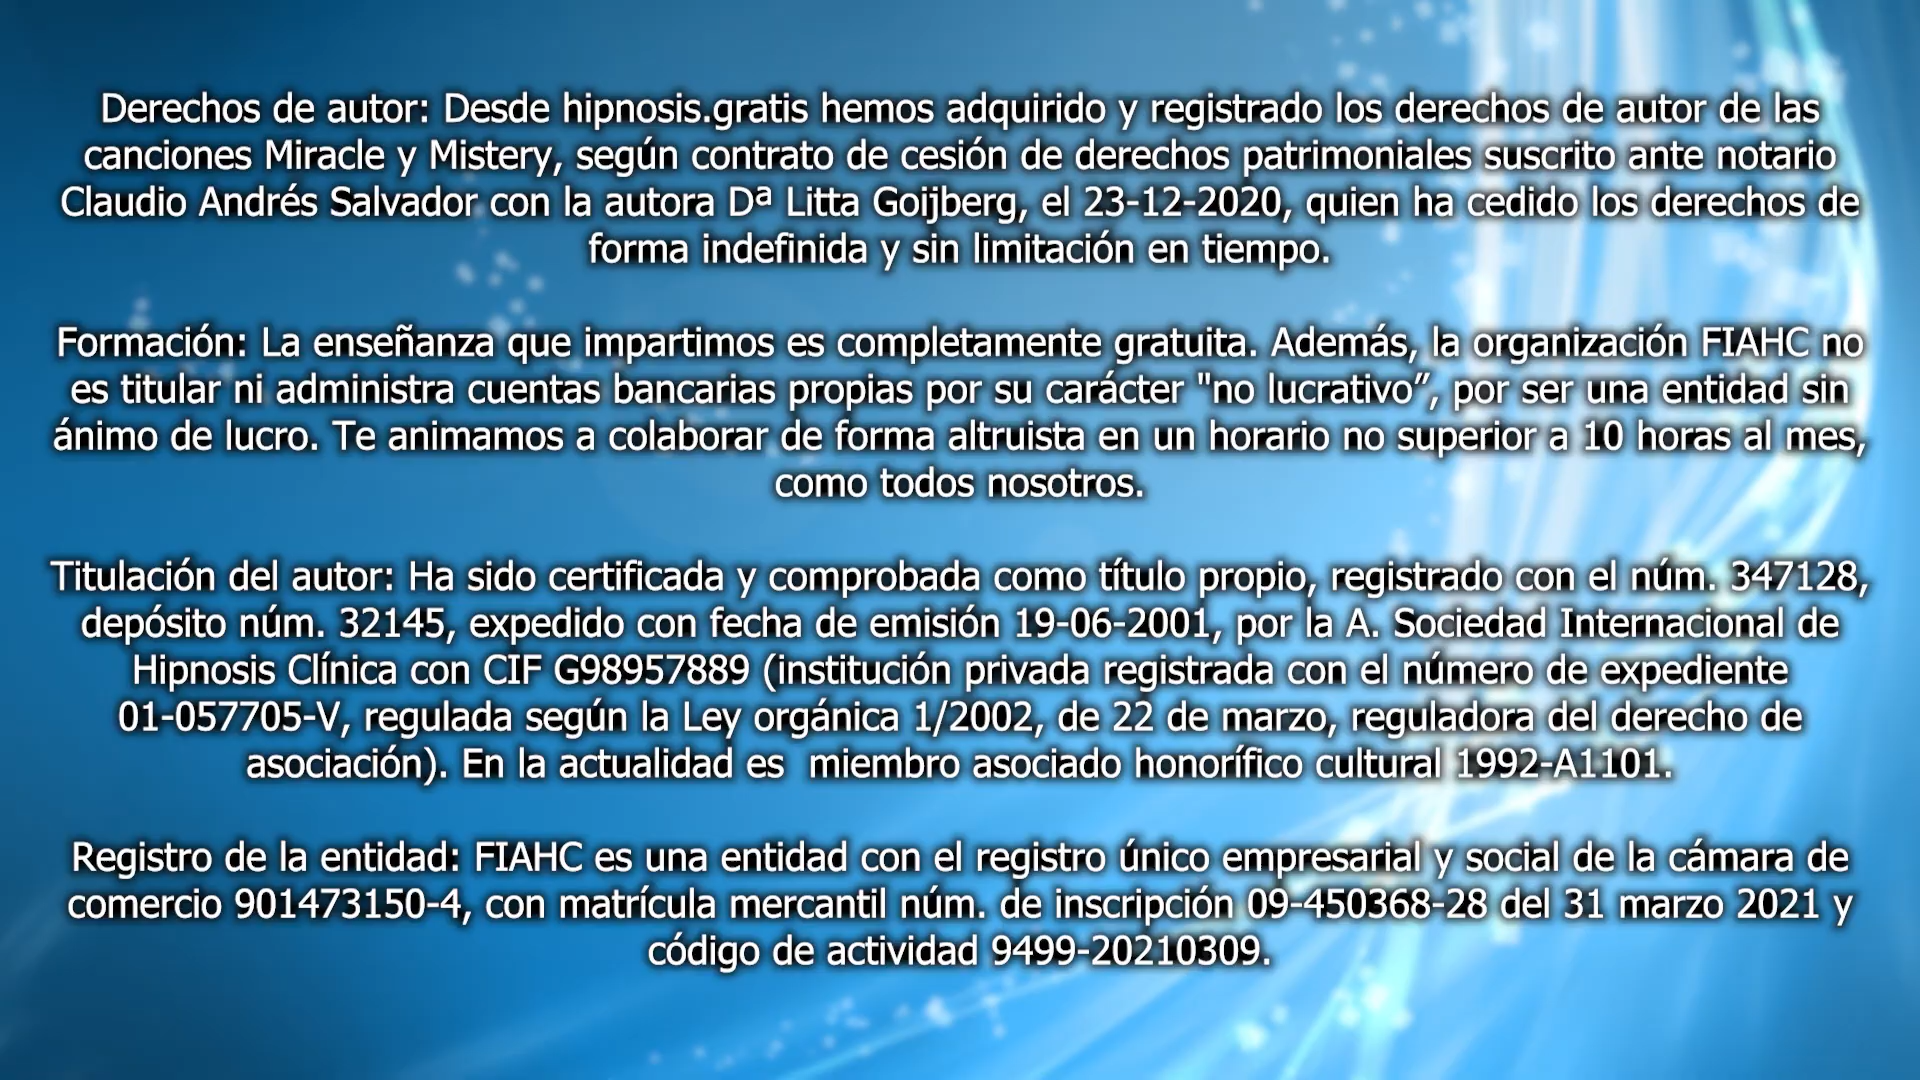 Derechos de autor: Desde hipnosis.gratis hemos adquirido y registrado los derechos de autor de las
canciones Miracle y Mistery, según contrato de cesión de derechos patrimoniales suscrito ante notario
Claudio Andrés Salvador con la autora Dª Litta Goijberg, el 23-12-2020, quien ha cedido los derechos de
forma indefinida y sin limitación en tiempo.
Formación: La enseñanza que impartimos es completamente gratuita. Además, la organización FIAHC no
es titular ni administra cuentas bancarias propias por su carácter "no lucrativo”, por ser una entidad sin
ánimo de lucro. Te animamos a colaborar de forma altruista en un horario no superior a 10 horas al mes,
como todos nosotros.
Titulación del autor: Ha sido certificada y comprobada como título propio, registrado con el núm. 347128,
depósito núm. 32145, expedido con fecha de emisión 19-06-2001, por la A. Sociedad Internacional de
Hipnosis Clínica con CIF G98957889 (institución privada registrada con el número de expediente
01-057705-V, regulada según la Ley orgánica 1/2002, de 22 de marzo, reguladora del derecho de
asociación). En la actualidad es  miembro asociado honorífico cultural 1992-A1101.
Registro de la entidad: FIAHC es una entidad con el registro único empresarial y social de la cámara de
comercio 901473150-4, con matrícula mercantil núm. de inscripción 09-450368-28 del 31 marzo 2021 y
código de actividad 9499-20210309.